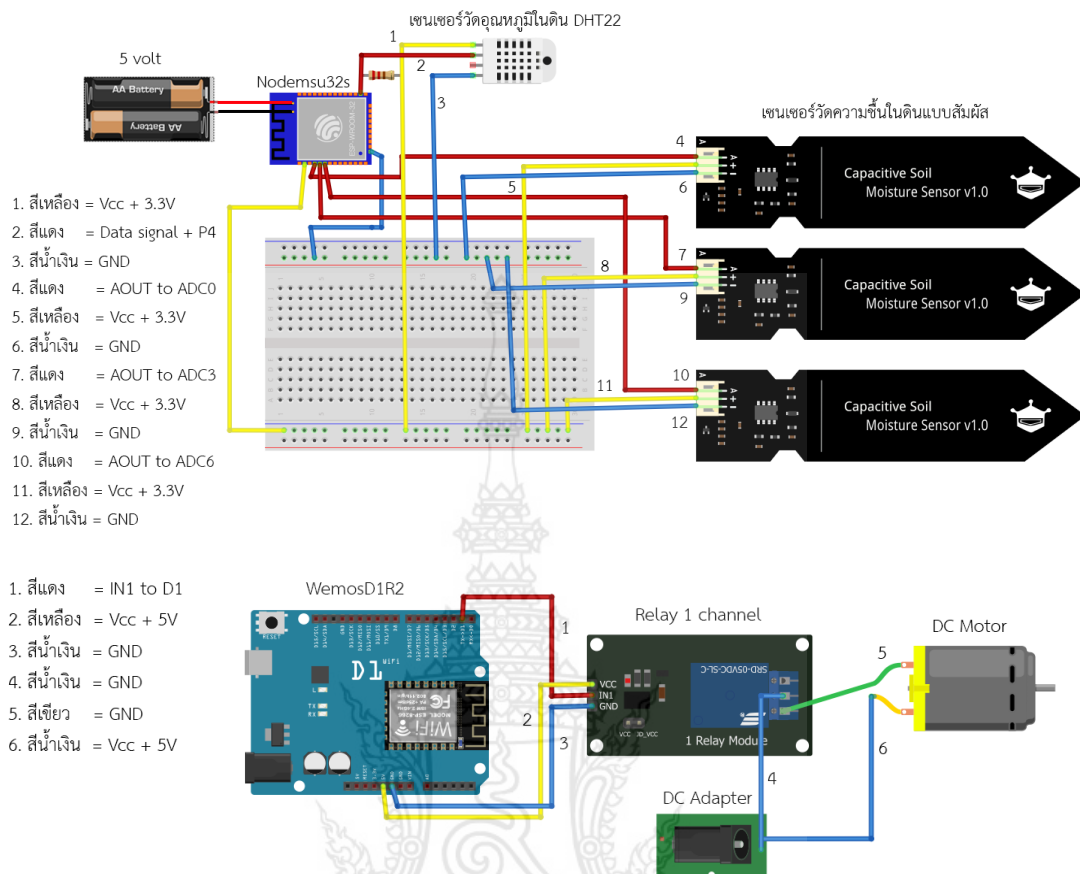 เซนเซอร์วัดอุณหภูมิในดิน DHT22
5 volt
AA Battery
AA Battery
Nodemsu32s
ESP-WROOM-32
1
2
3
เซนเซอร์วัดความชื้นในดินแบบสัมผัส
4
5
6
Capacitive Soil
Moisture Sensor v1.0
7
8
9
Capacitive Soil
Moisture Sensor v1.0
10
11
12
Capacitive Soil
Moisture Sensor v1.0
1. สีเหลือง = Vcc + 3.3V
2. สีแดง = Data signal + P4
3. สีน้ำเงิน = GND
4. สีแดง = AOUT to ADC0
5. สีเหลือง = Vcc + 3.3V
6. สีน้ำเงิน = GND
7. สีแดง = AOUT to ADC3
8. สีเหลือง = Vcc + 3.3V
9. สีน้ำเงิน = GND
10. สีแดง = AOUT to ADC6
11. สีเหลือง = Vcc + 3.3V
12. สีน้ำเงิน = GND
1. สีแดง = IN1 to D1
2. สีเหลือง = Vcc + 5V
3. สีน้ำเงิน = GND
4. สีน้ำเงิน = GND
5. สีเขียว = GND
6. สีน้ำเงิน = Vcc + 5V
WemosD1R2
RESET
D1 WiFi
L
TX
RX
WiFi
FC
1
2
3
Relay 1 channel
VCC
IN1
GND
SRD-05VDC-SL-C
1 Relay Module
4
DC Adapter
DC Motor
5
6